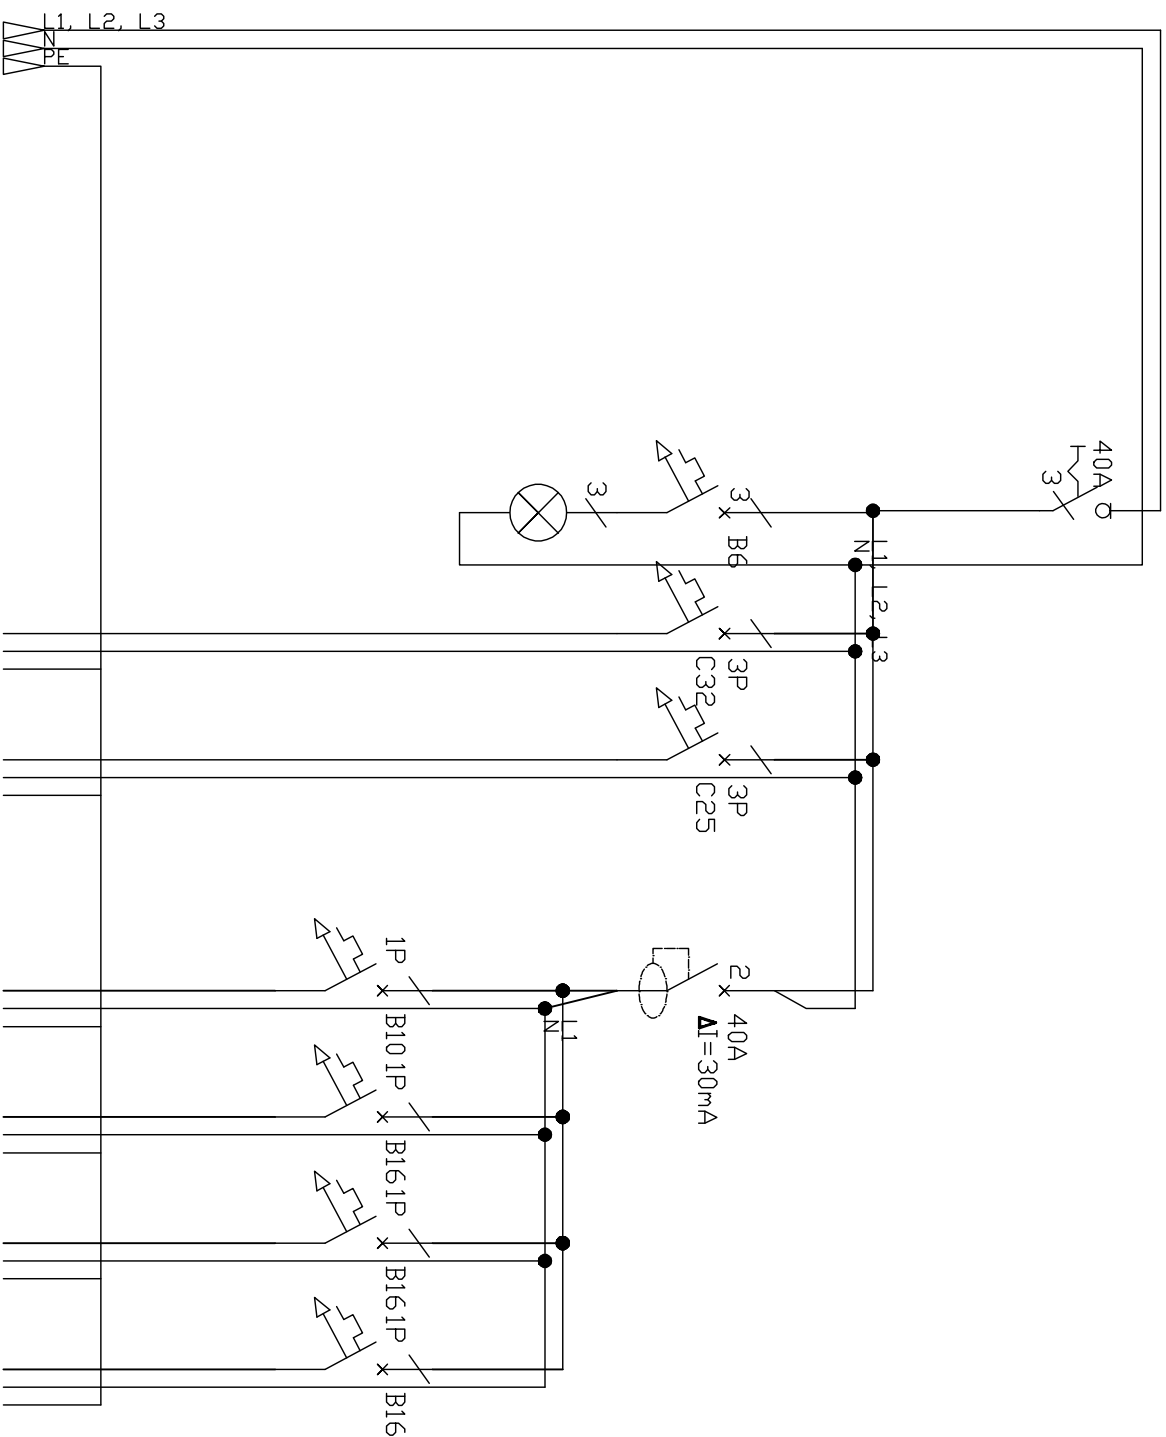 L1, L2, L3
N
PE
40A
3
3
3
B6
L1, L2, L3
N
3P
C32
3P
C25
2
40A
ΔI=30mA
L1
N
1P
B10
1P
B16
1P
B16
1P
B16